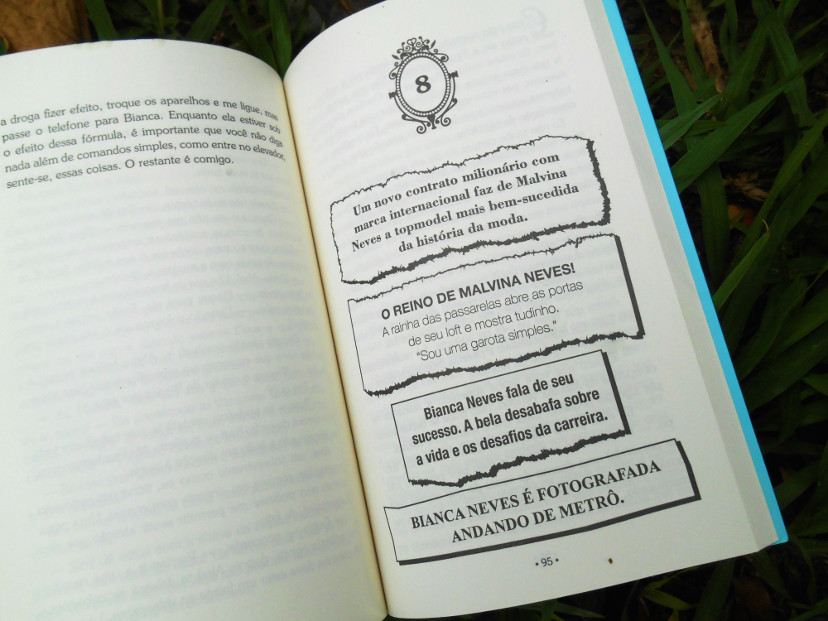 a droga fizer efeito, troque os aparelhos e me ligue, mas
passe o telefone para Bianca. Enquanto ela estiver sob
o efeito dessa fórmula, é importante que você não diga
nada além de comandos simples, como entre no elevador,
sente-se, essas coisas. O restante é comigo.
8
Um novo contrato milionário com
marca internacional faz de Malvina
Neves a topmodel mais bem-sucedida
da história da moda.
O REINO DE MALVINA NEVES!
A rainha das passarelas abre as portas
de seu loft e mostra tudinho.
“Sou uma garota simples.”
Bianca Neves fala de seu
sucesso. A bela desabafa sobre
a vida e os desafios da carreira.
BIANCA NEVES É FOTOGRAFADA
ANDANDO DE METRÔ.
• 95 •